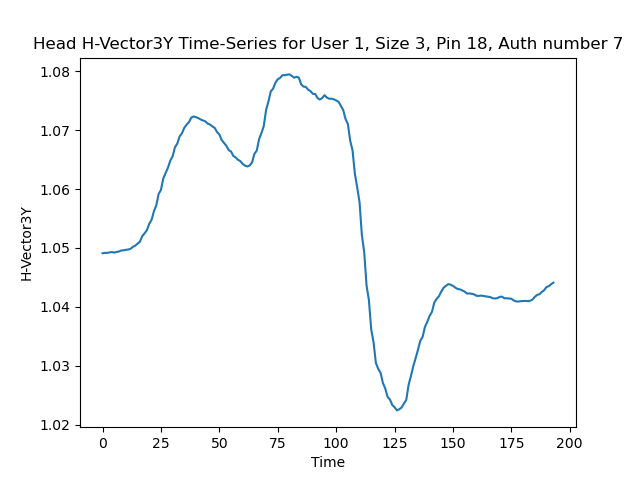 Head H-Vector3Y Time-Series for User 1, Size 3, Pin 18, Auth number 7
1.08
1.07
1.06
1.05
1.04
1.03
1.02
H-Vector3Y
0 25 50 75 100 125 150 175 200
Time